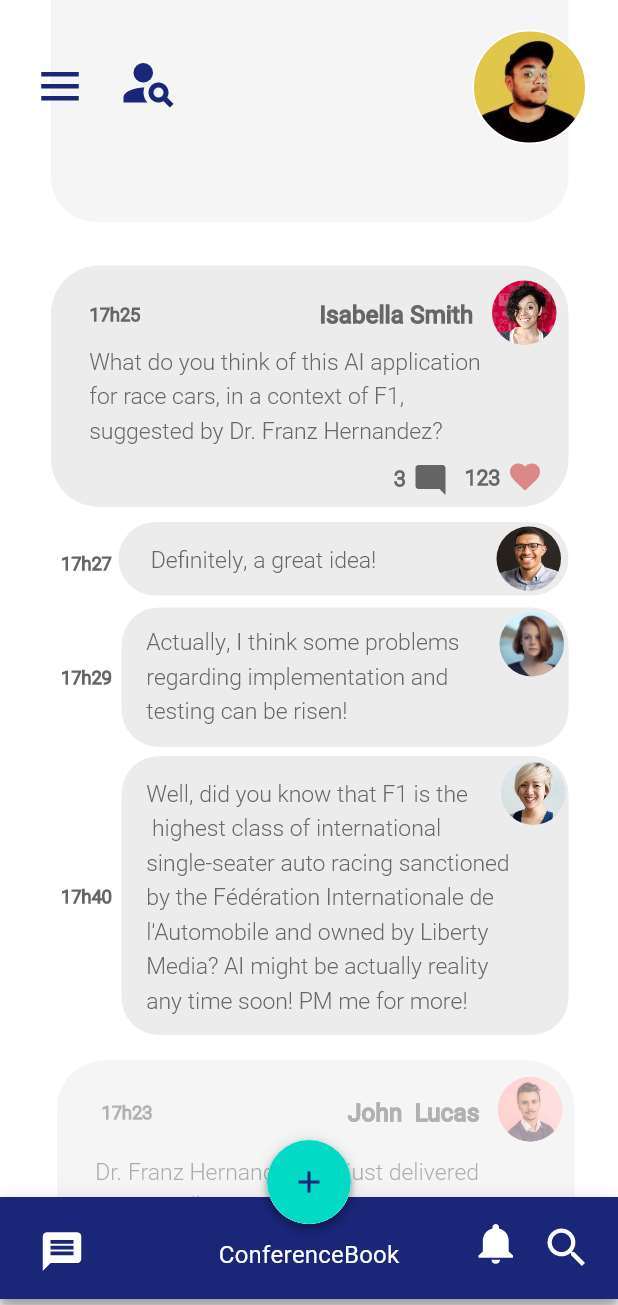 17h25 Isabella Smith
What do you think of this AI application
for race cars, in a context of F1,
suggested by Dr. Franz Hernandez?
3 123
17h27 Definitely, a great idea!
Actually, I think some problems
17h29 regarding implementation and
testing can be risen!
Well, did you know that F1 is the
highest class of international
single-seater auto racing sanctioned
17h40 by the Fédération Internationale de
l'Automobile and owned by Liberty
Media? AI might be actually reality
any time soon! PM me for more!
17h23 John Lucas
Dr. Franz just delivered
ConferenceBook